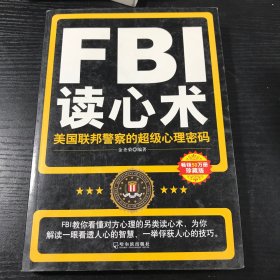 FBI
读心术
美国联邦警察的超级心理密码
畅销50万册
珍藏版
FBI教你看懂对方心理的另类读心术，为你
解读一眼看透人心的智慧、一举俘获人心的技巧。
哈尔滨出版社